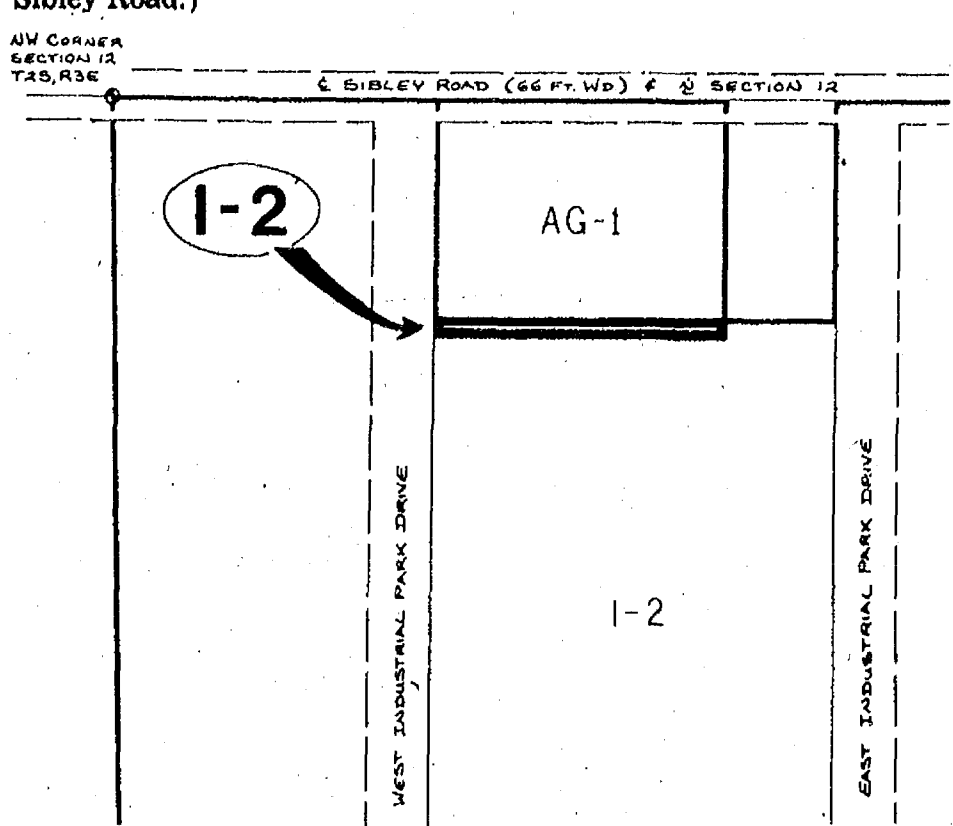 Sibley Road.)
NW CORNER
SECTION 12
T2S, R3E
℄ SIBLEY ROAD (66 FT. WD) & N SECTION 12
I-2
AG-1
WEST INDUSTRIAL PARK DRIVE
I-2
EAST INDUSTRIAL PARK DRIVE